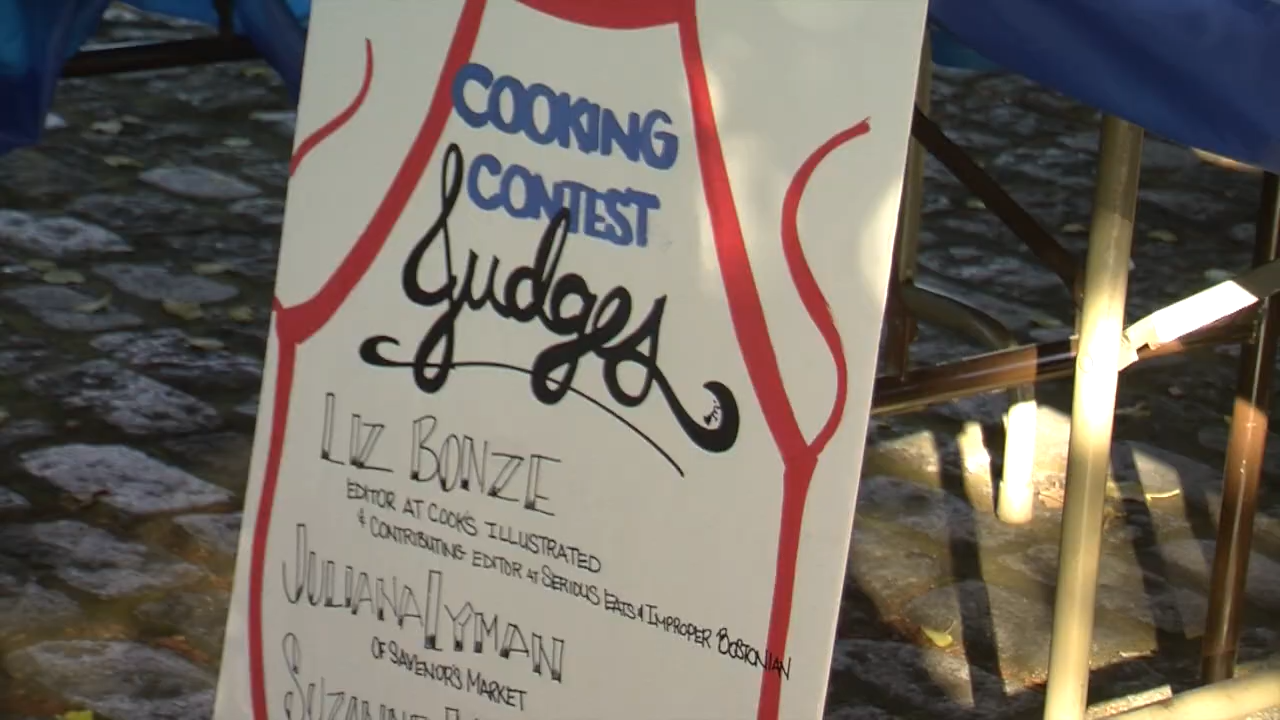 COOKING
CONTEST
Judges
LIZ BONZE
EDITOR AT COOK'S ILLUSTRATED
& CONTRIBUTING EDITOR AT SERIOUS EATS & IMPROPER BOSTONIAN
JULIANA LYMAN
OF SAVENOR'S MARKET
SUZANNE